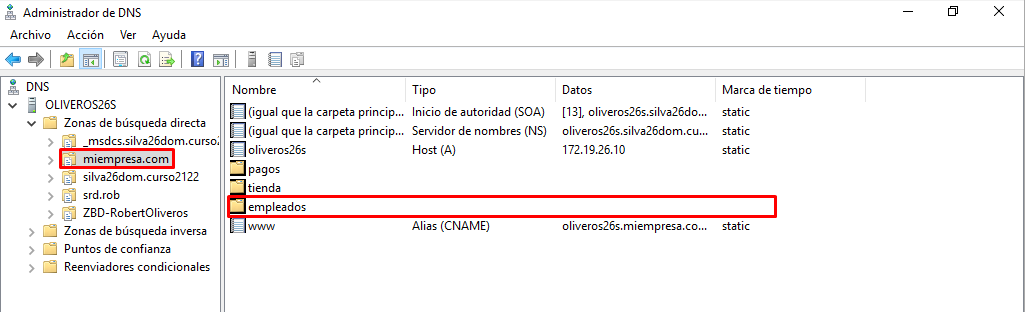 Administrador de DNS
Archivo Acción Ver Ayuda
DNS
OLIVEROS26S
Zonas de búsqueda directa
_msdcs.silva26dom.curso2
miempresa.com
silva26dom.curso2122
srd.rob
ZBD-RobertOliveros
Zonas de búsqueda inversa
Puntos de confianza
Reenviadores condicionales
Nombre Tipo Datos Marca de tiempo
(igual que la carpeta princip... Inicio de autoridad (SOA) [13], oliveros26s.silva26do... static
(igual que la carpeta princip... Servidor de nombres (NS) oliveros26s.silva26dom.cu... static
oliveros26s Host (A) 172.19.26.10 static
pagos
tienda
empleados
www Alias (CNAME) oliveros26s.miempresa.co... static